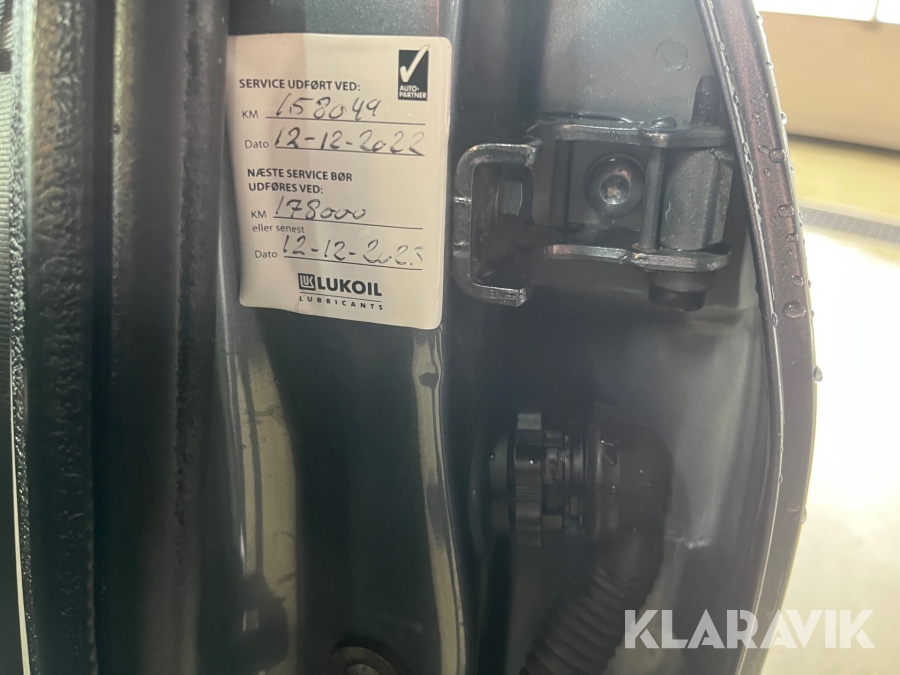 SERVICE UDFØRT VED:
KM 158049
Dato 12-12-2022
AUTO-
PARTNER
NÆSTE SERVICE BØR
UDFØRES VED:
KM 178000
eller senest
Dato 12-12-2023
LUKOIL
LUBRICANTS
KLARAVIK